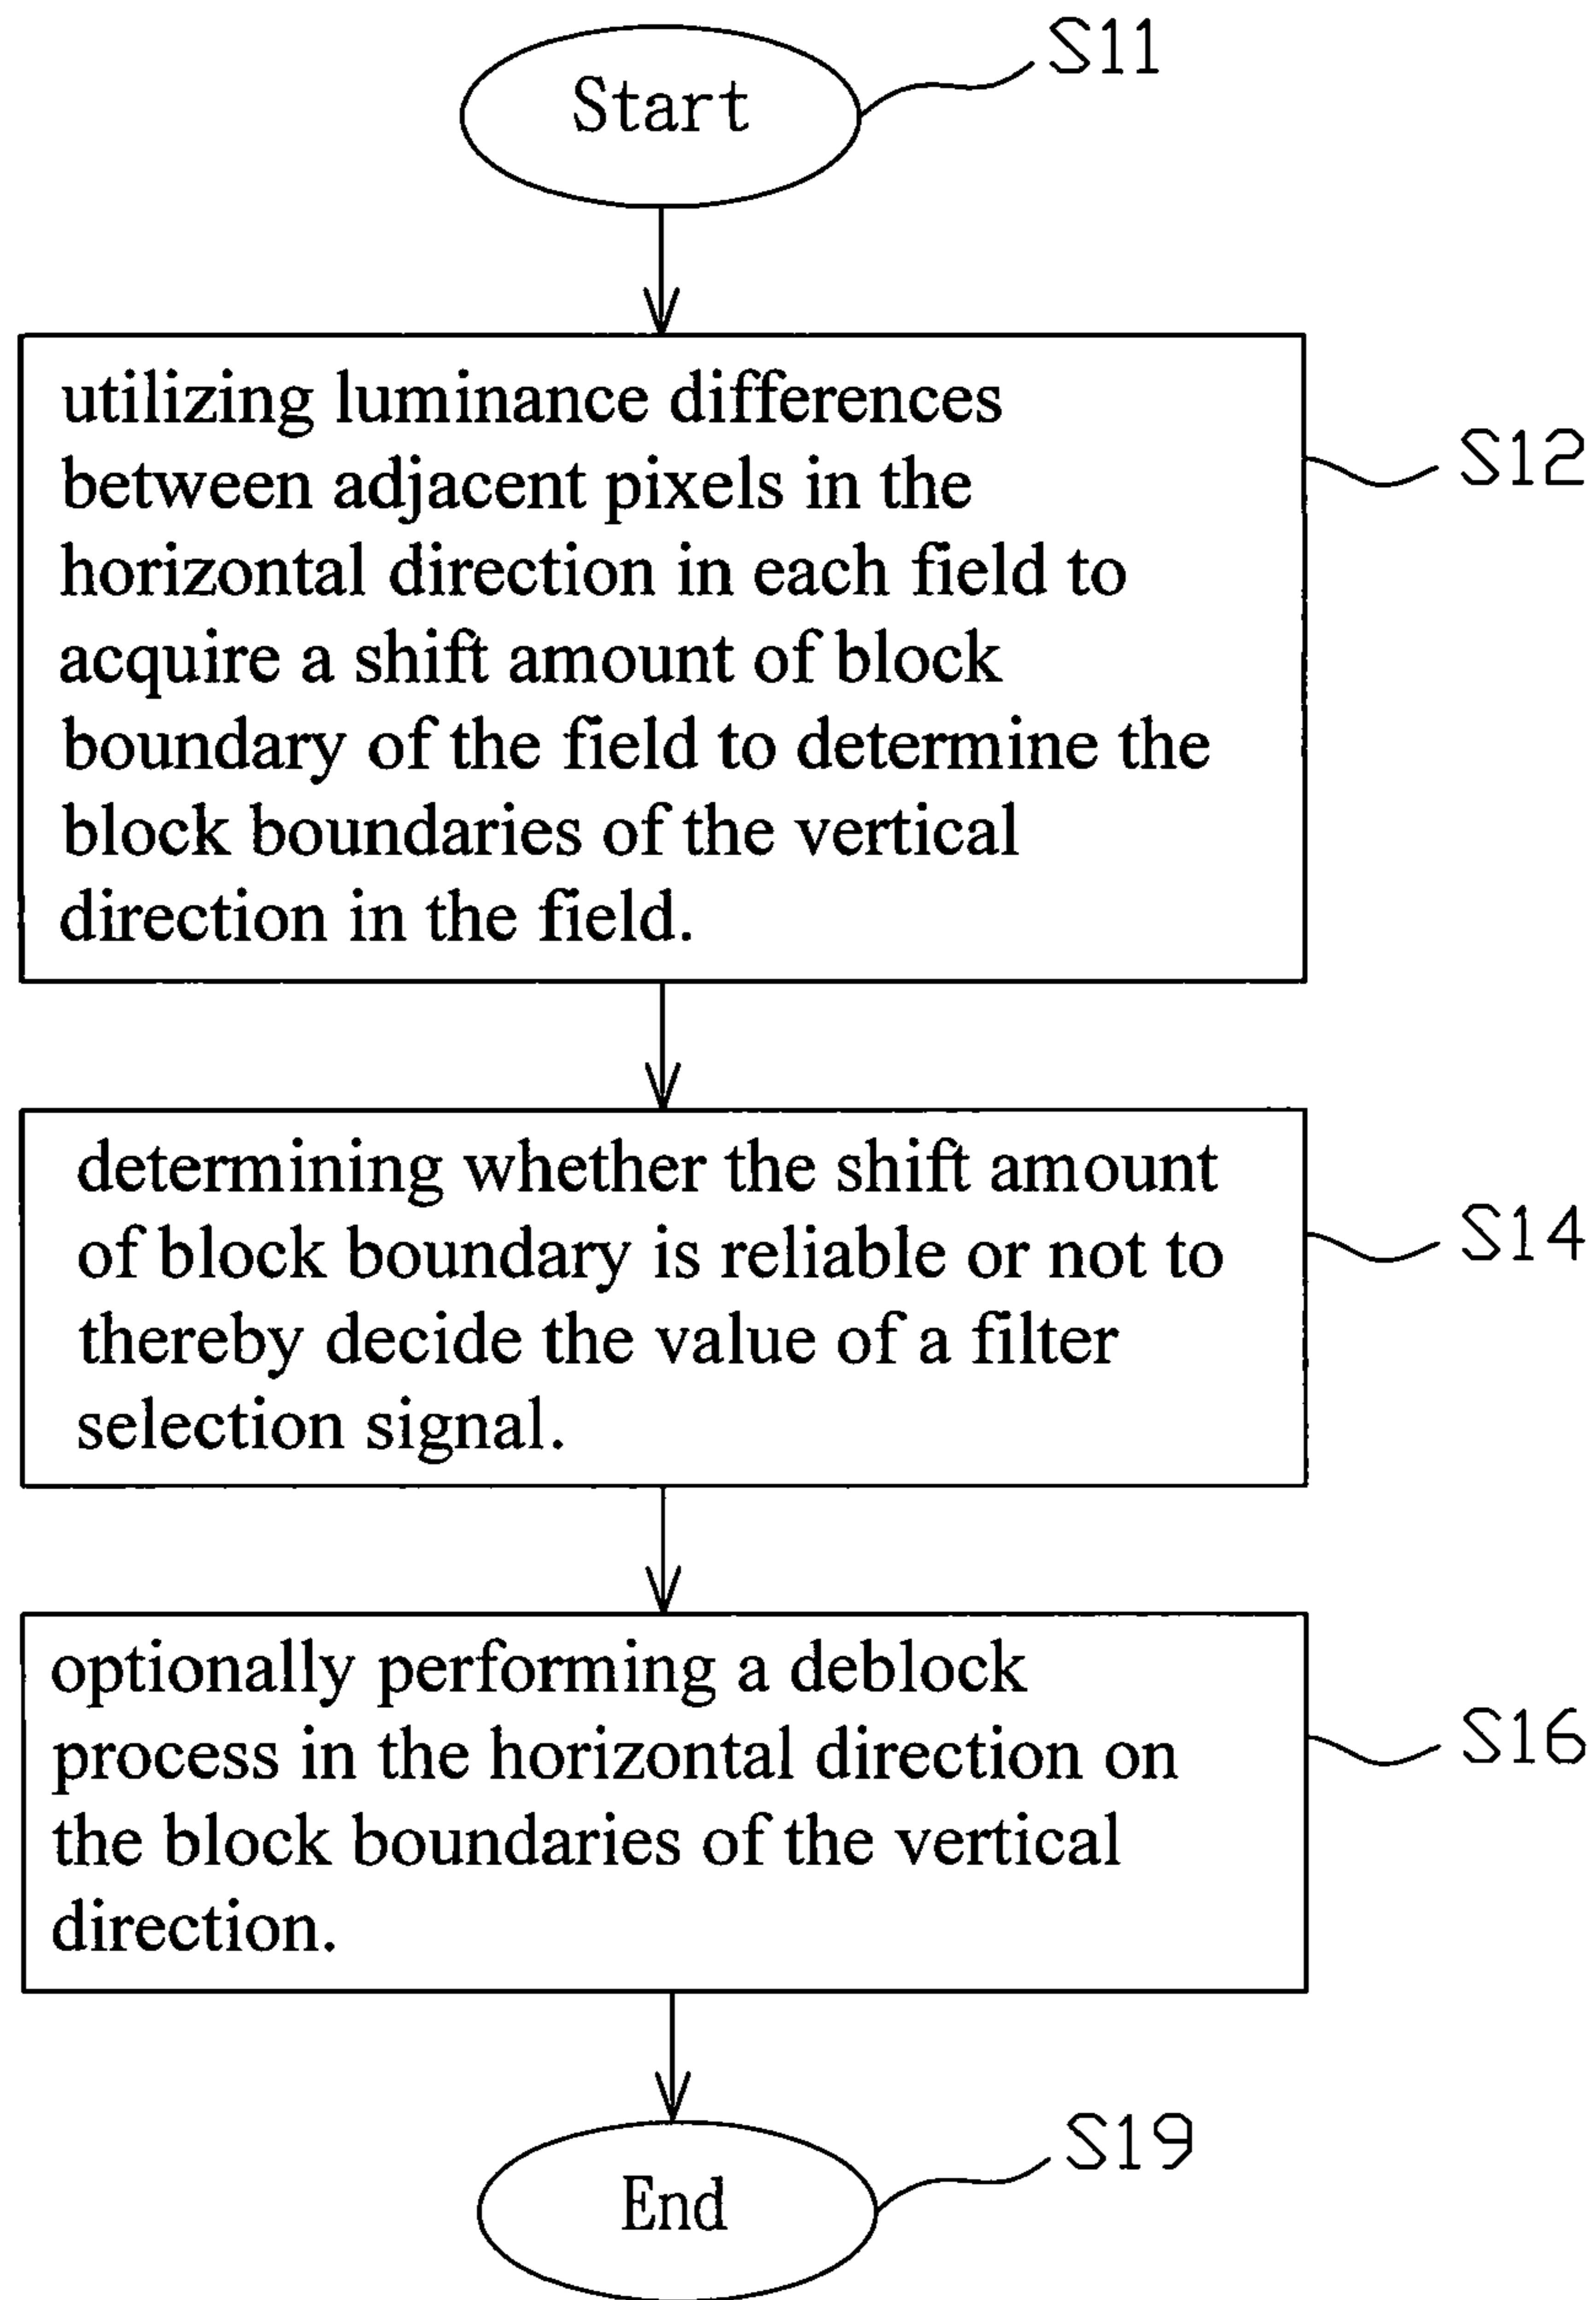 Start
S11
utilizing luminance differences
between adjacent pixels in the
horizontal direction in each field to
acquire a shift amount of block
boundary of the field to determine the
block boundaries of the vertical
direction in the field.
S12
determining whether the shift amount
of block boundary is reliable or not to
thereby decide the value of a filter
selection signal.
S14
optionally performing a deblock
process in the horizontal direction on
the block boundaries of the vertical
direction.
S16
End
S19